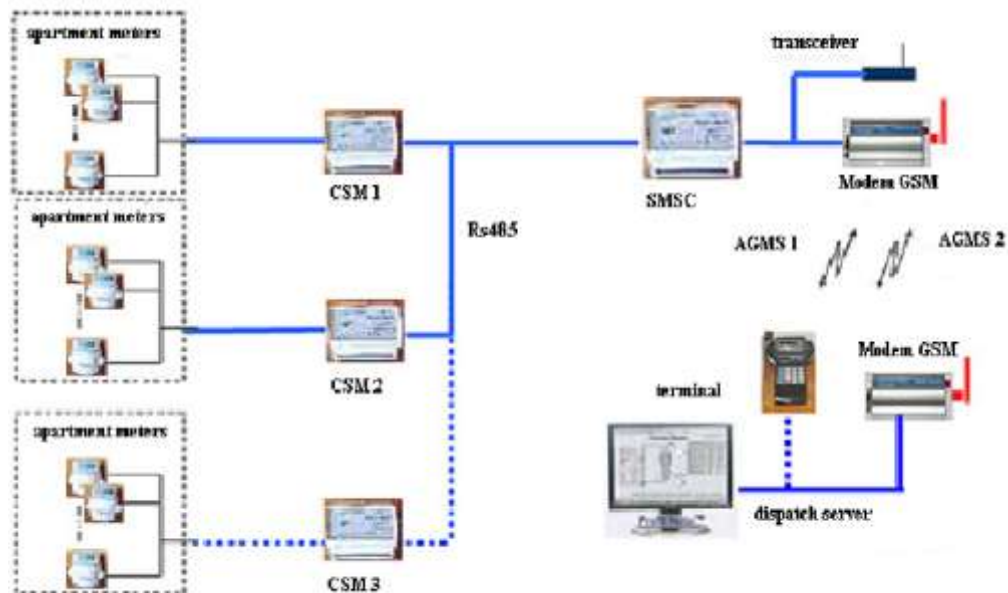 apartment meters
transceiver
CSM 1
SMSC
Modem GSM
apartment meters
Rs485
AGMS 1
AGMS 2
CSM 2
terminal
Modem GSM
apartment meters
dispatch server
CSM 3